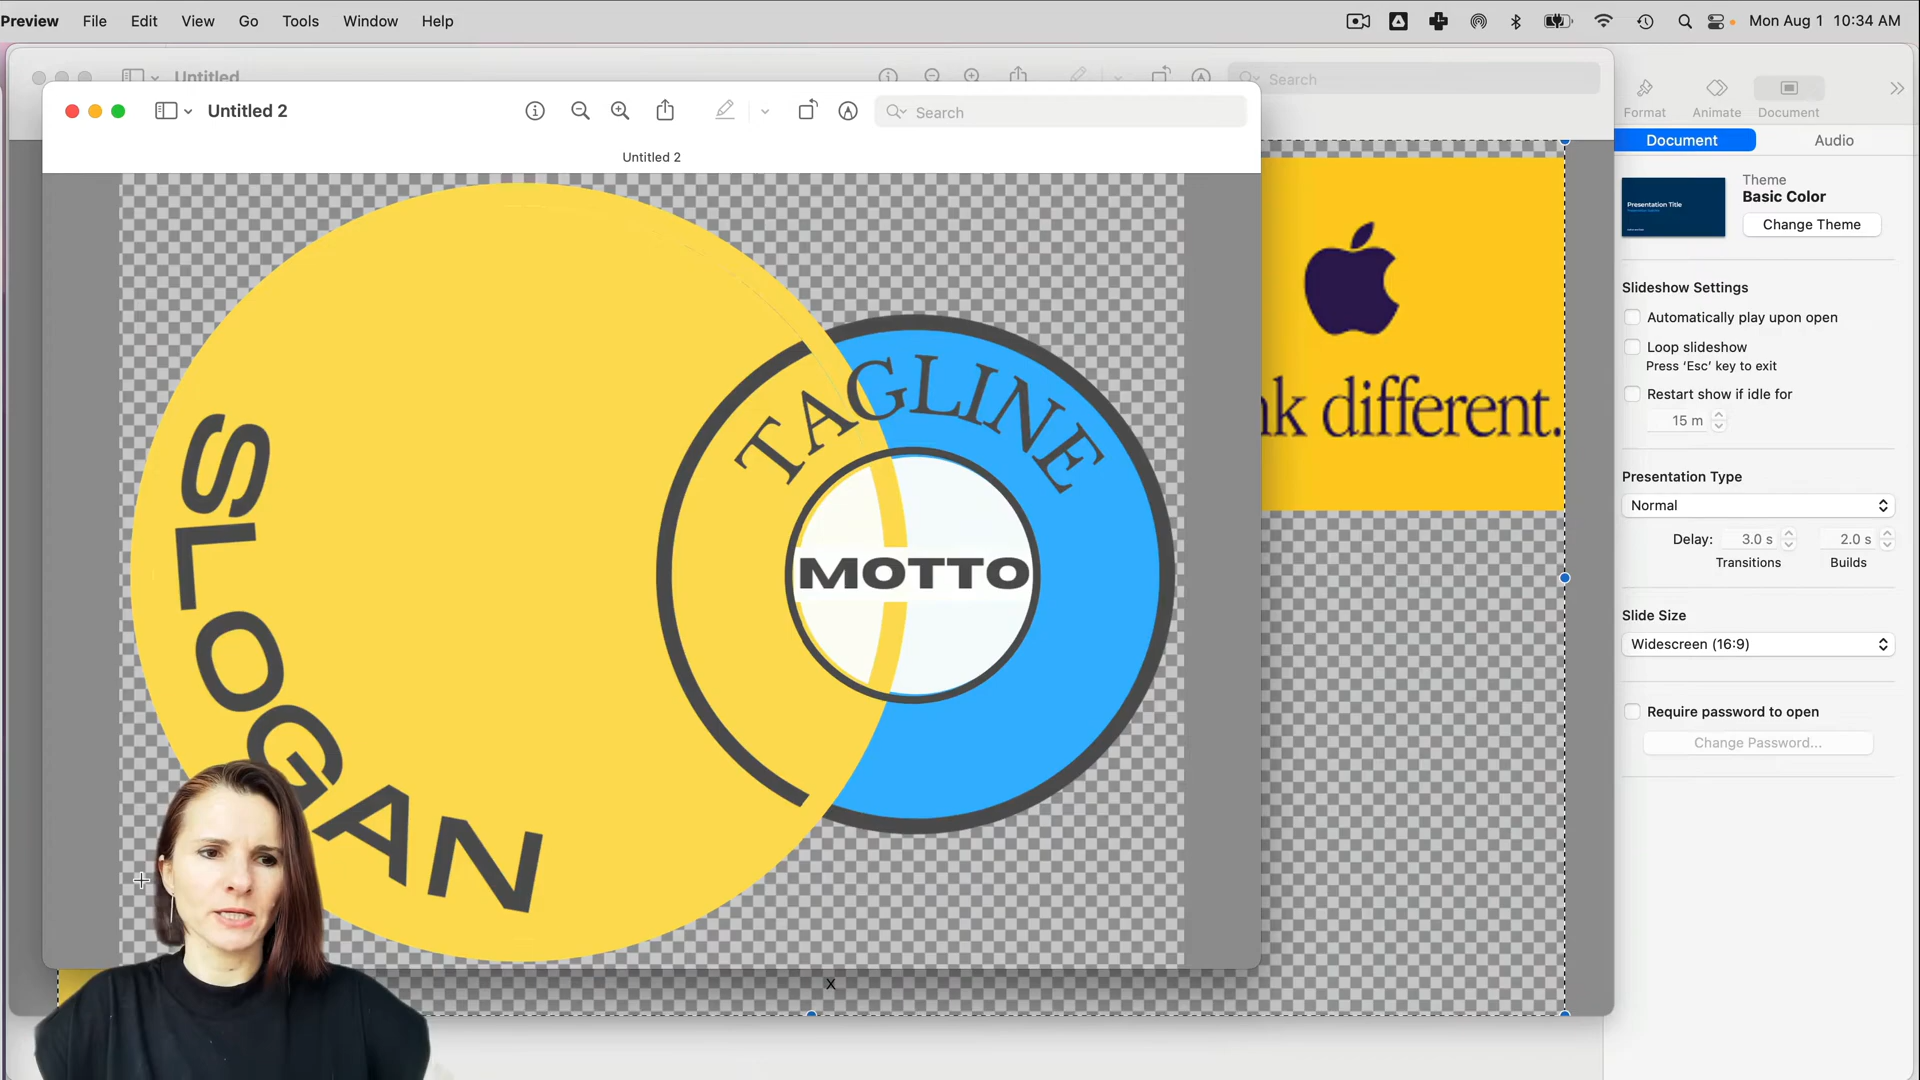 Preview File Edit View Go Tools Window Help
Mon Aug 1 10:34 AM
Untitled
Search
Untitled 2
Search
Untitled 2
SLOGAN
TAGLINE
MOTTO
nk different.
x
Format Animate Document
Document Audio
Presentation Title
Theme
Basic Color
Change Theme
Slideshow Settings
Automatically play upon open
Loop slideshow
Press ‘Esc’ key to exit
Restart show if idle for
15 m
Presentation Type
Normal
Delay: 3.0 s 2.0 s
Transitions Builds
Slide Size
Widescreen (16:9)
Require password to open
Change Password...